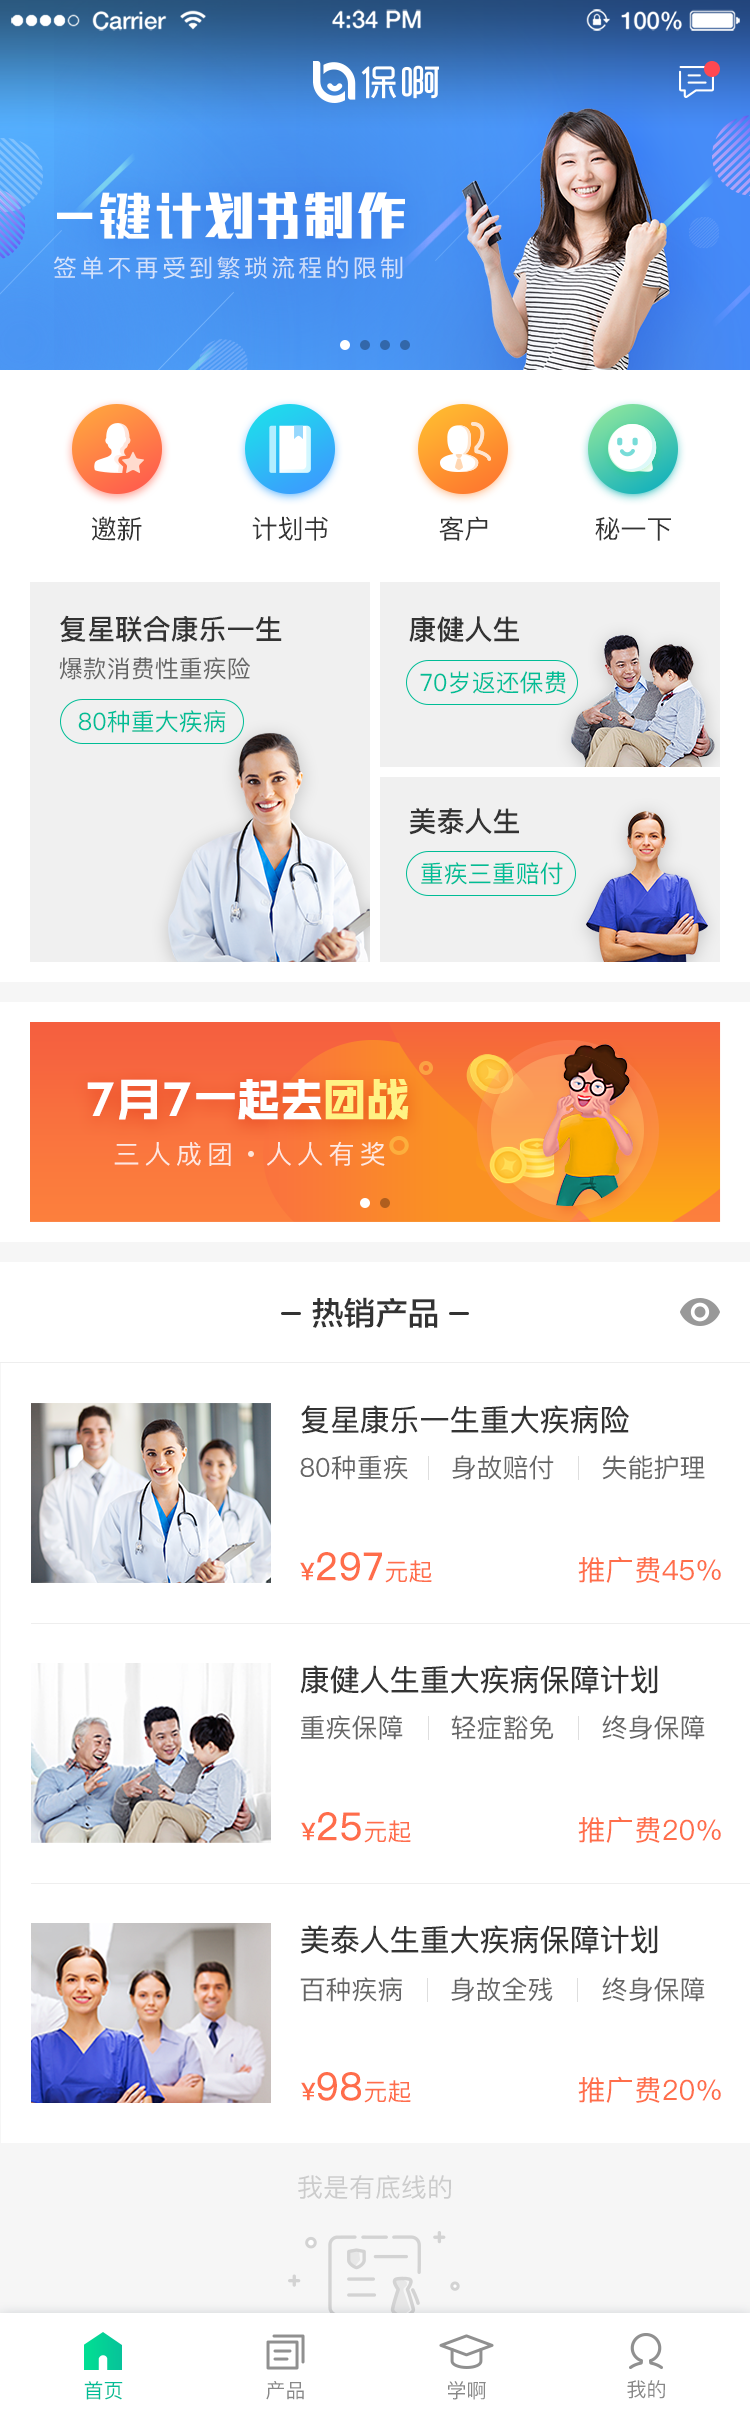 Carrier 4:34 PM 100%
保啊
一键计划书制作
签单不再受到繁琐流程的限制
邀新 计划书 客户 秘一下
复星联合康乐一生
爆款消费性重疾险
80种重大疾病
康健人生
70岁返还保费
美泰人生
重疾三重赔付
7月7一起去团战
三人成团·人人有奖
– 热销产品 –
复星康乐一生重大疾病险
80种重疾 身故赔付 失能护理
¥297元起 推广费45%
康健人生重大疾病保障计划
重疾保障 轻症豁免 终身保障
¥25元起 推广费20%
美泰人生重大疾病保障计划
百种疾病 身故全残 终身保障
¥98元起 推广费20%
我是有底线的
首页 产品 学啊 我的